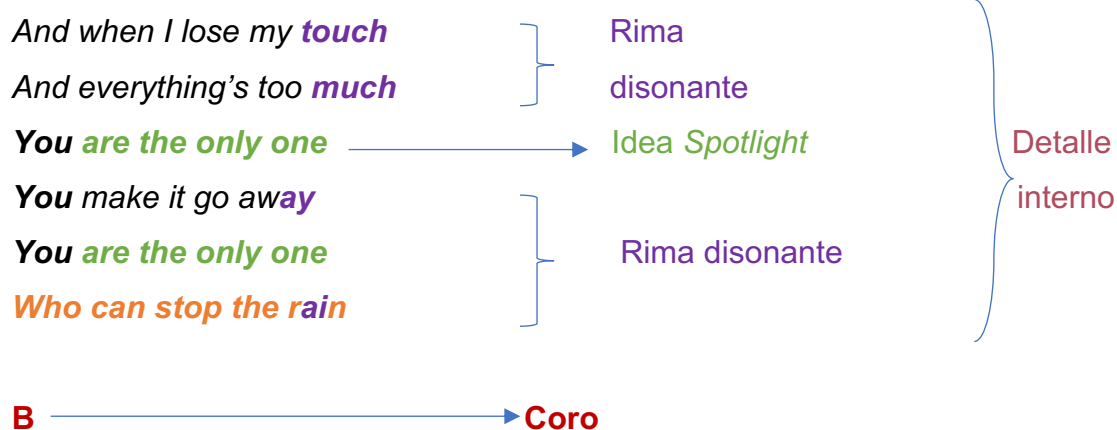 And when I lose my touch
Rima
And everything’s too much
disonante
You are the only one
Idea Spotlight
Detalle
You make it go away
interno
You are the only one
Rima disonante
Who can stop the rain
B
Coro